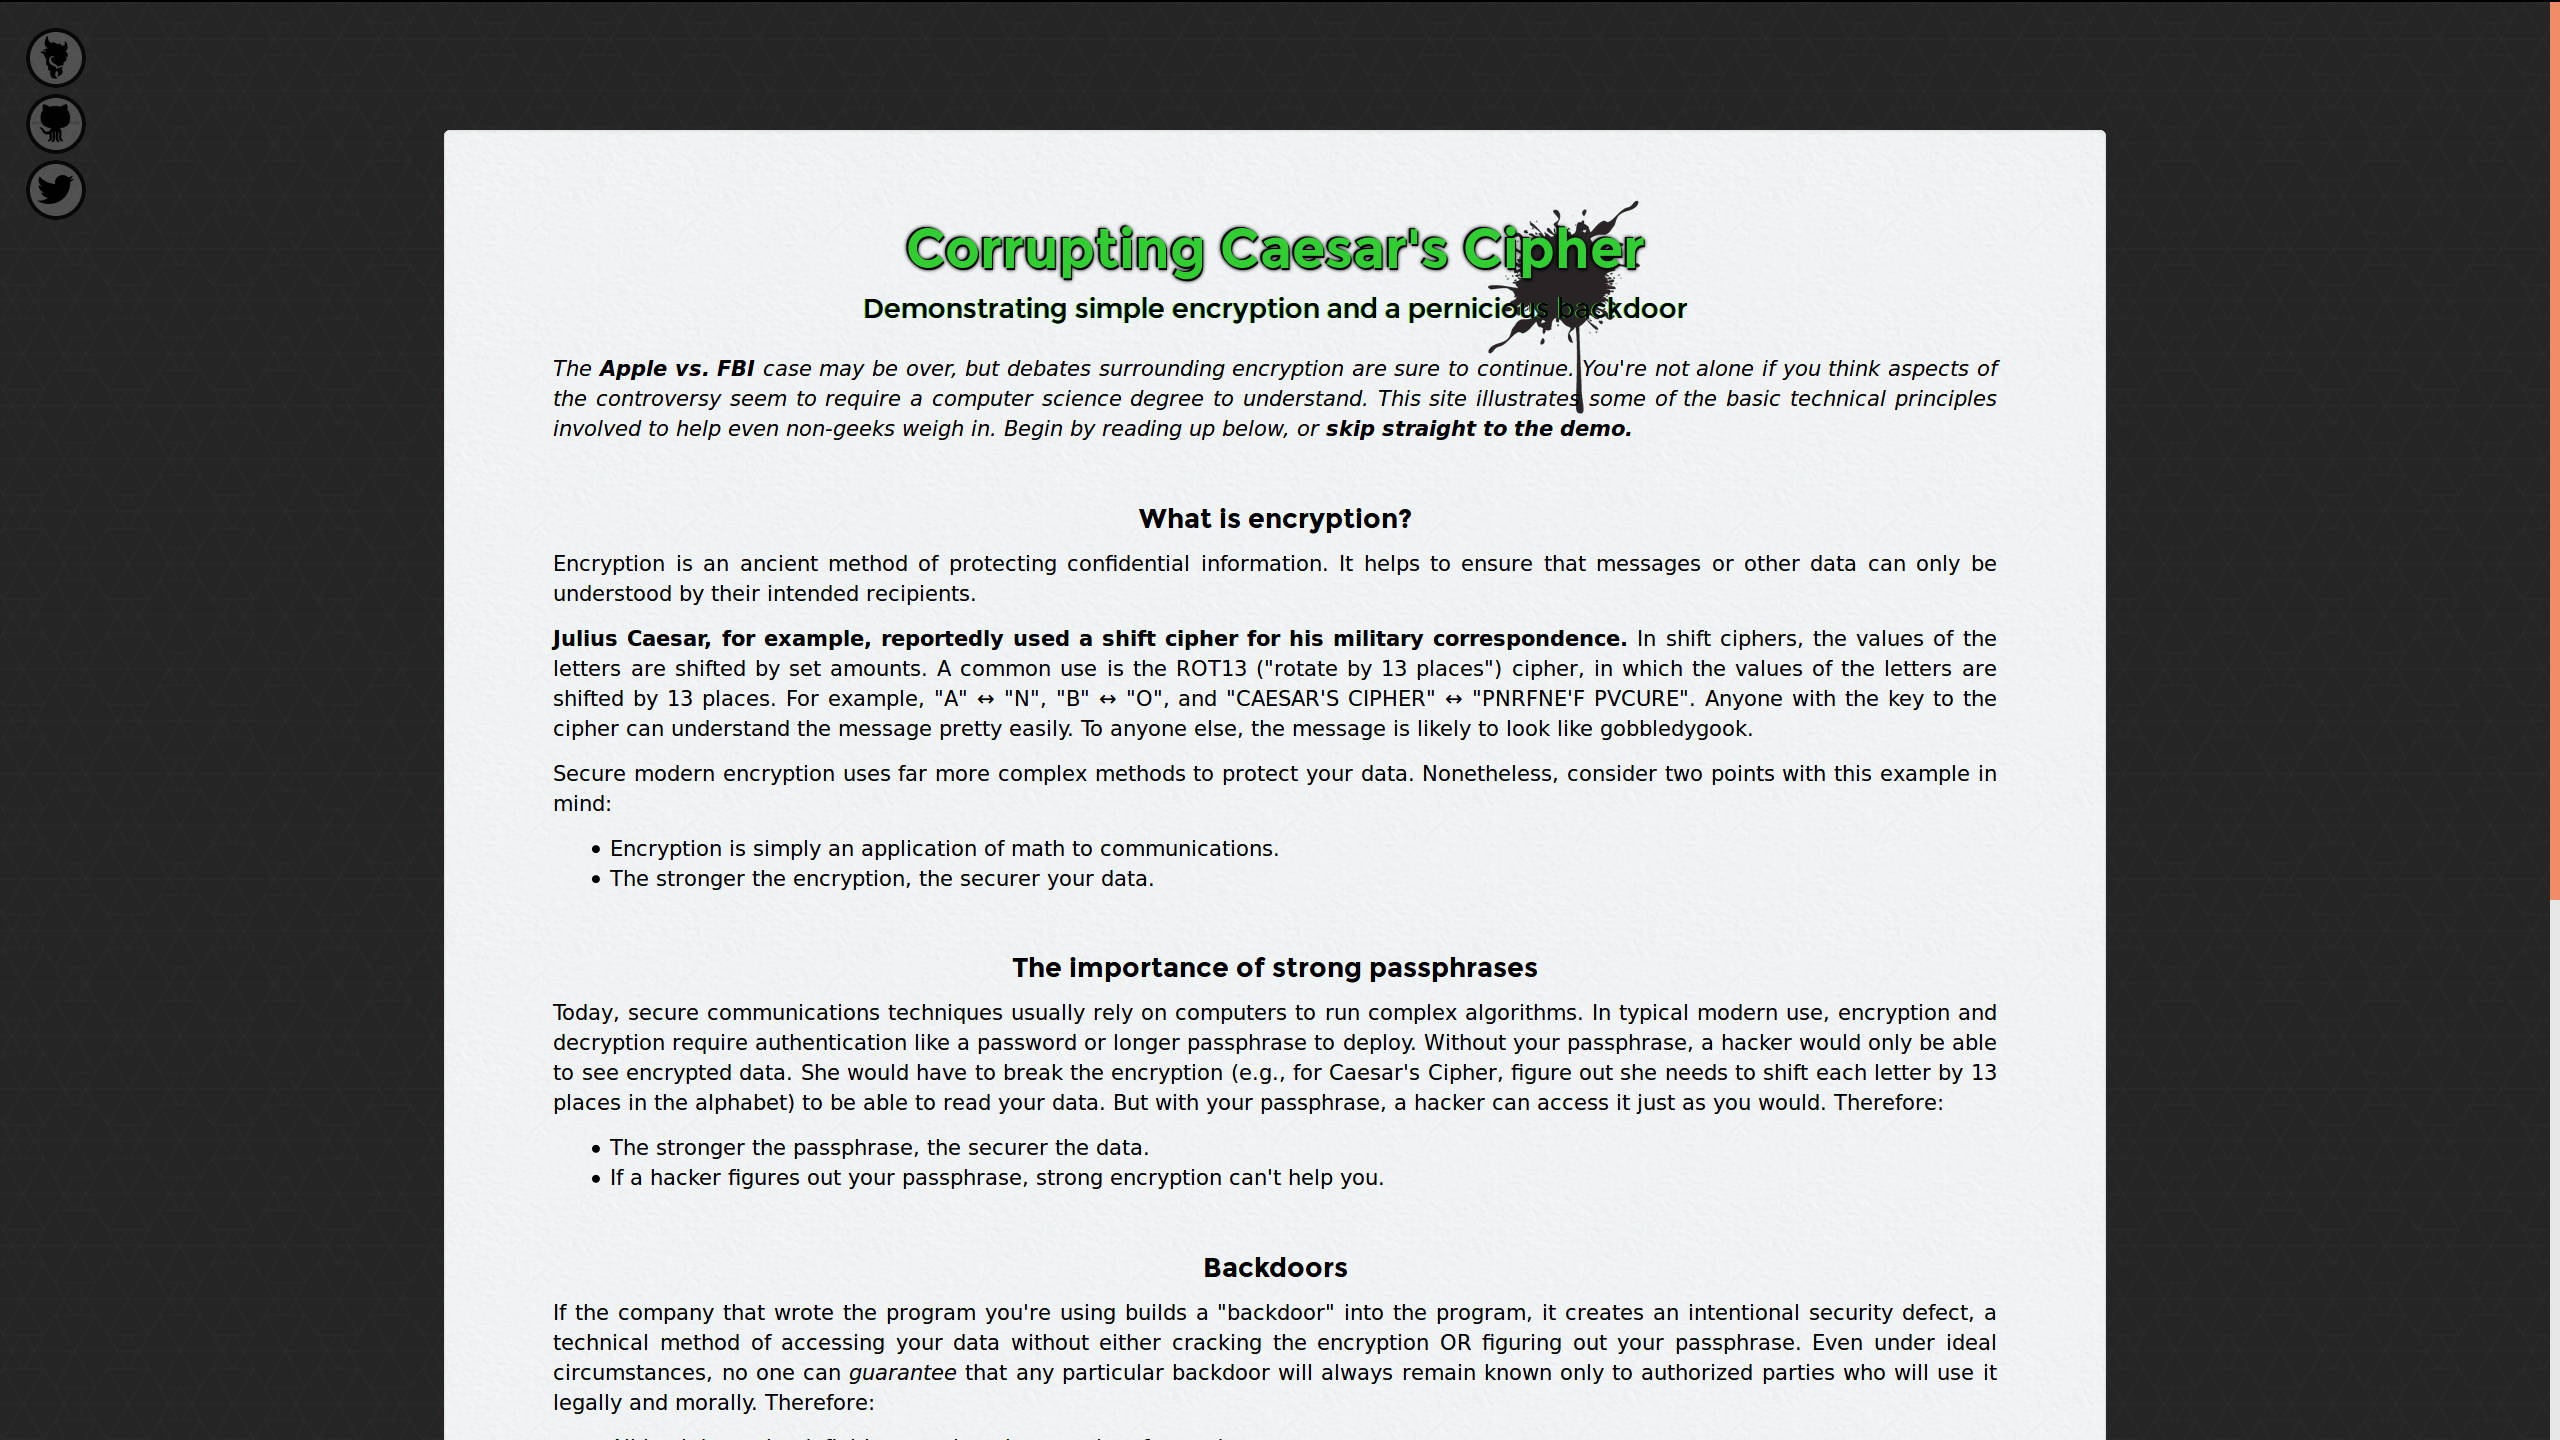 Corrupting Caesar's Cipher
Demonstrating simple encryption and a pernicious backdoor
The Apple vs. FBI case may be over, but debates surrounding encryption are sure to continue. You're not alone if you think aspects of
the controversy seem to require a computer science degree to understand. This site illustrates some of the basic technical principles
involved to help even non-geeks weigh in. Begin by reading up below, or skip straight to the demo.
What is encryption?
Encryption is an ancient method of protecting confidential information. It helps to ensure that messages or other data can only be
understood by their intended recipients.
Julius Caesar, for example, reportedly used a shift cipher for his military correspondence. In shift ciphers, the values of the
letters are shifted by set amounts. A common use is the ROT13 ("rotate by 13 places") cipher, in which the values of the letters are
shifted by 13 places. For example, "A" ↔ "N", "B" ↔ "O", and "CAESAR'S CIPHER" ↔ "PNRFNE'F PVCURE". Anyone with the key to the
cipher can understand the message pretty easily. To anyone else, the message is likely to look like gobbledygook.
Secure modern encryption uses far more complex methods to protect your data. Nonetheless, consider two points with this example in
mind:
• Encryption is simply an application of math to communications.
• The stronger the encryption, the securer your data.
The importance of strong passphrases
Today, secure communications techniques usually rely on computers to run complex algorithms. In typical modern use, encryption and
decryption require authentication like a password or longer passphrase to deploy. Without your passphrase, a hacker would only be able
to see encrypted data. She would have to break the encryption (e.g., for Caesar's Cipher, figure out she needs to shift each letter by 13
places in the alphabet) to be able to read your data. But with your passphrase, a hacker can access it just as you would. Therefore:
• The stronger the passphrase, the securer the data.
• If a hacker figures out your passphrase, strong encryption can't help you.
Backdoors
If the company that wrote the program you're using builds a "backdoor" into the program, it creates an intentional security defect, a
technical method of accessing your data without either cracking the encryption OR figuring out your passphrase. Even under ideal
circumstances, no one can guarantee that any particular backdoor will always remain known only to authorized parties who will use it
legally and morally. Therefore: